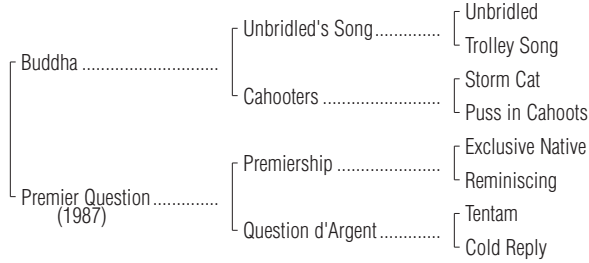 Unbridled
Unbridled's Song..............
Trolley Song
Buddha .............................
Storm Cat
Cahooters .........................
Puss in Cahoots
Exclusive Native
Premiership ......................
Reminiscing
Premier Question..............
(1987)
Tentam
Question d'Argent.............
Cold Reply